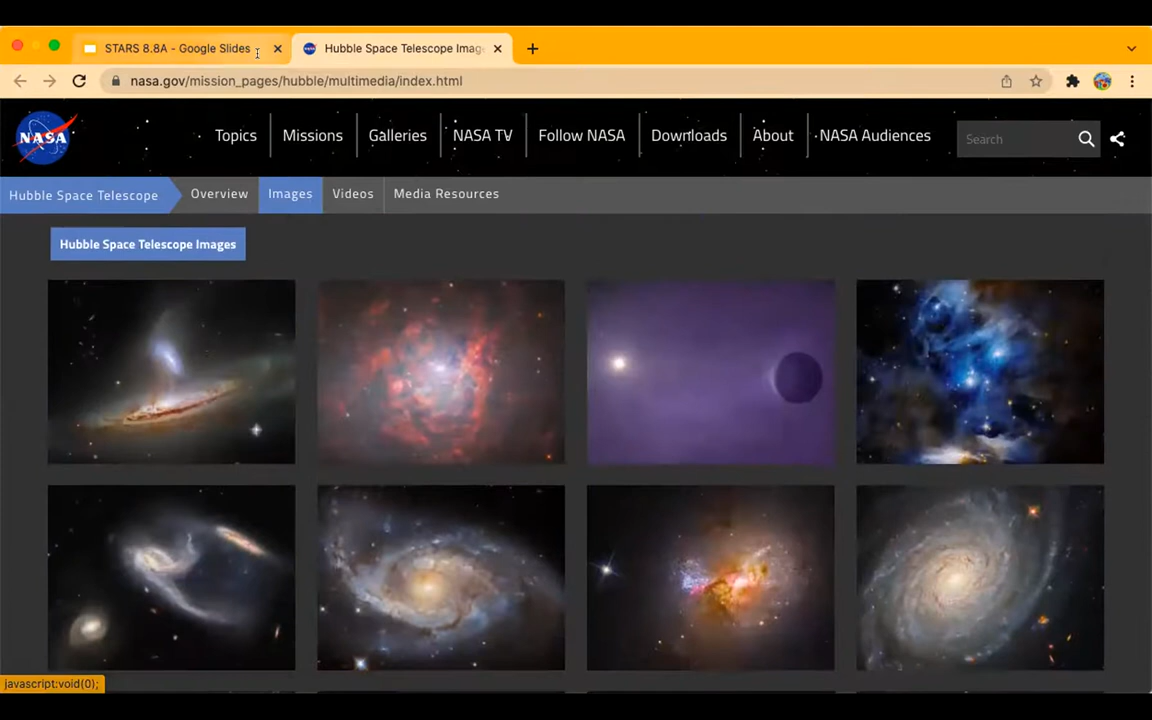 STARS 8.8A - Google Slides
Hubble Space Telescope Imag
nasa.gov/mission_pages/hubble/multimedia/index.html
NASA
Topics
Missions
Galleries
NASA TV
Follow NASA
Downloads
About
NASA Audiences
Search
Hubble Space Telescope
Overview
Images
Videos
Media Resources
Hubble Space Telescope Images
javascript:void(0);